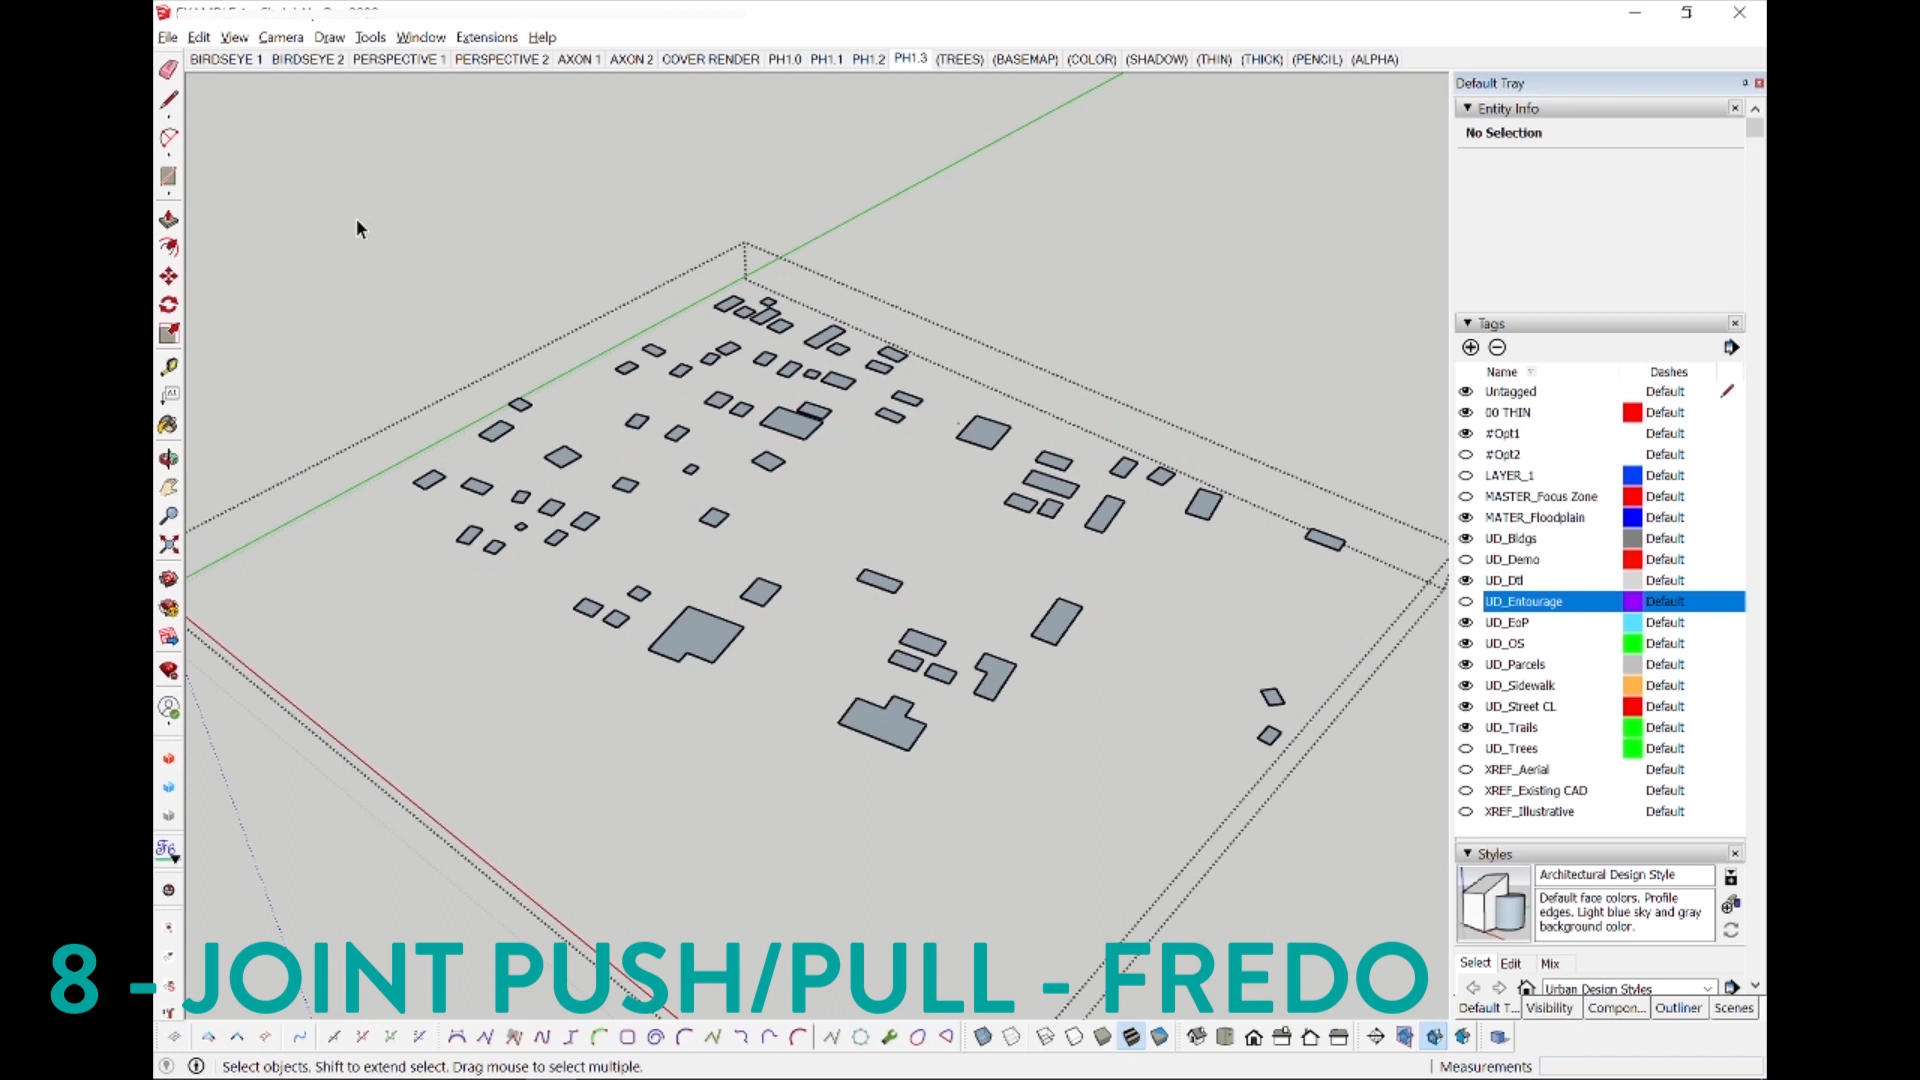 File Edit View Camera Draw Tools Window Extensions Help
BIRDSEYE 1 BIRDSEYE 2 PERSPECTIVE 1 PERSPECTIVE 2 AXON 1 AXON 2 COVER RENDER PH1.0 PH1.1 PH1.2 PH1.3 (TREES) (BASEMAP) (COLOR) (SHADOW) (THIN) (THICK) (PENCIL) (ALPHA)
Default Tray
Entity Info
No Selection
Tags
Name Dashes
Untagged Default
00 THIN Default
#Opt1 Default
#Opt2 Default
LAYER_1 Default
MASTER_Focus Zone Default
MATER_Floodplain Default
UD_Bldgs Default
UD_Demo Default
UD_Dtl Default
UD_Entourage Default
UD_EoP Default
UD_OS Default
UD_Parcels Default
UD_Sidewalk Default
UD_Street CL Default
UD_Trails Default
UD_Trees Default
XREF_Aerial Default
XREF_Existing CAD Default
XREF_Illustrative Default
Styles
Architectural Design Style
Default face colors. Profile
edges. Light blue sky and gray
background color.
Select Edit Mix
Urban Design Styles
Default T... Visibility Compon... Outliner Scenes
8 - JOINT PUSH/PULL - FREDO
Select objects. Shift to extend select. Drag mouse to select multiple.
Measurements